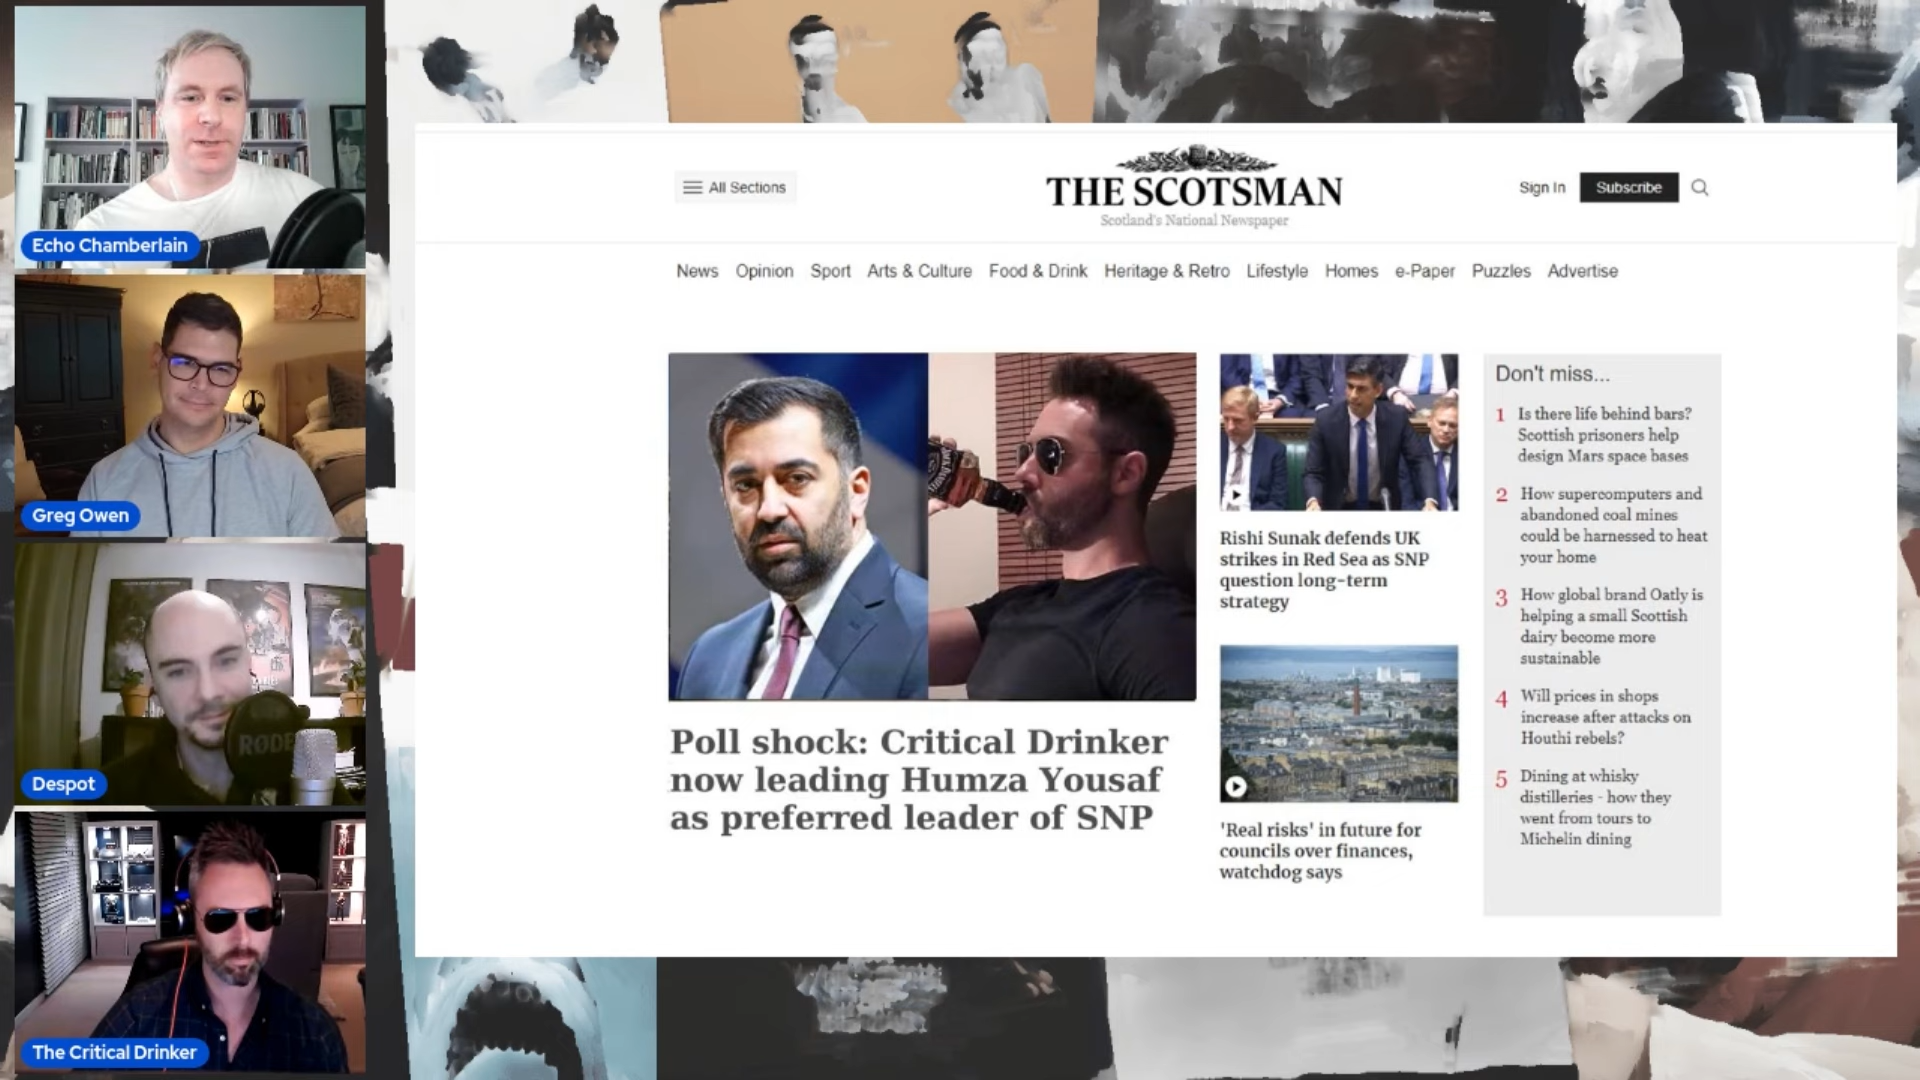 Echo Chamberlain
Greg Owen
RØDE
Despot
The Critical Drinker
All Sections
THE SCOTSMAN
Scotland's National Newspaper
Sign In
Subscribe
News
Opinion
Sport
Arts & Culture
Food & Drink
Heritage & Retro
Lifestyle
Homes
e-Paper
Puzzles
Advertise
Poll shock: Critical Drinker
now leading Humza Yousaf
as preferred leader of SNP
Rishi Sunak defends UK
strikes in Red Sea as SNP
question long-term
strategy
'Real risks' in future for
councils over finances,
watchdog says
Don't miss...
1 Is there life behind bars?
Scottish prisoners help
design Mars space bases
2 How supercomputers and
abandoned coal mines
could be harnessed to heat
your home
3 How global brand Oatly is
helping a small Scottish
dairy become more
sustainable
4 Will prices in shops
increase after attacks on
Houthi rebels?
5 Dining at whisky
distilleries - how they
went from tours to
Michelin dining